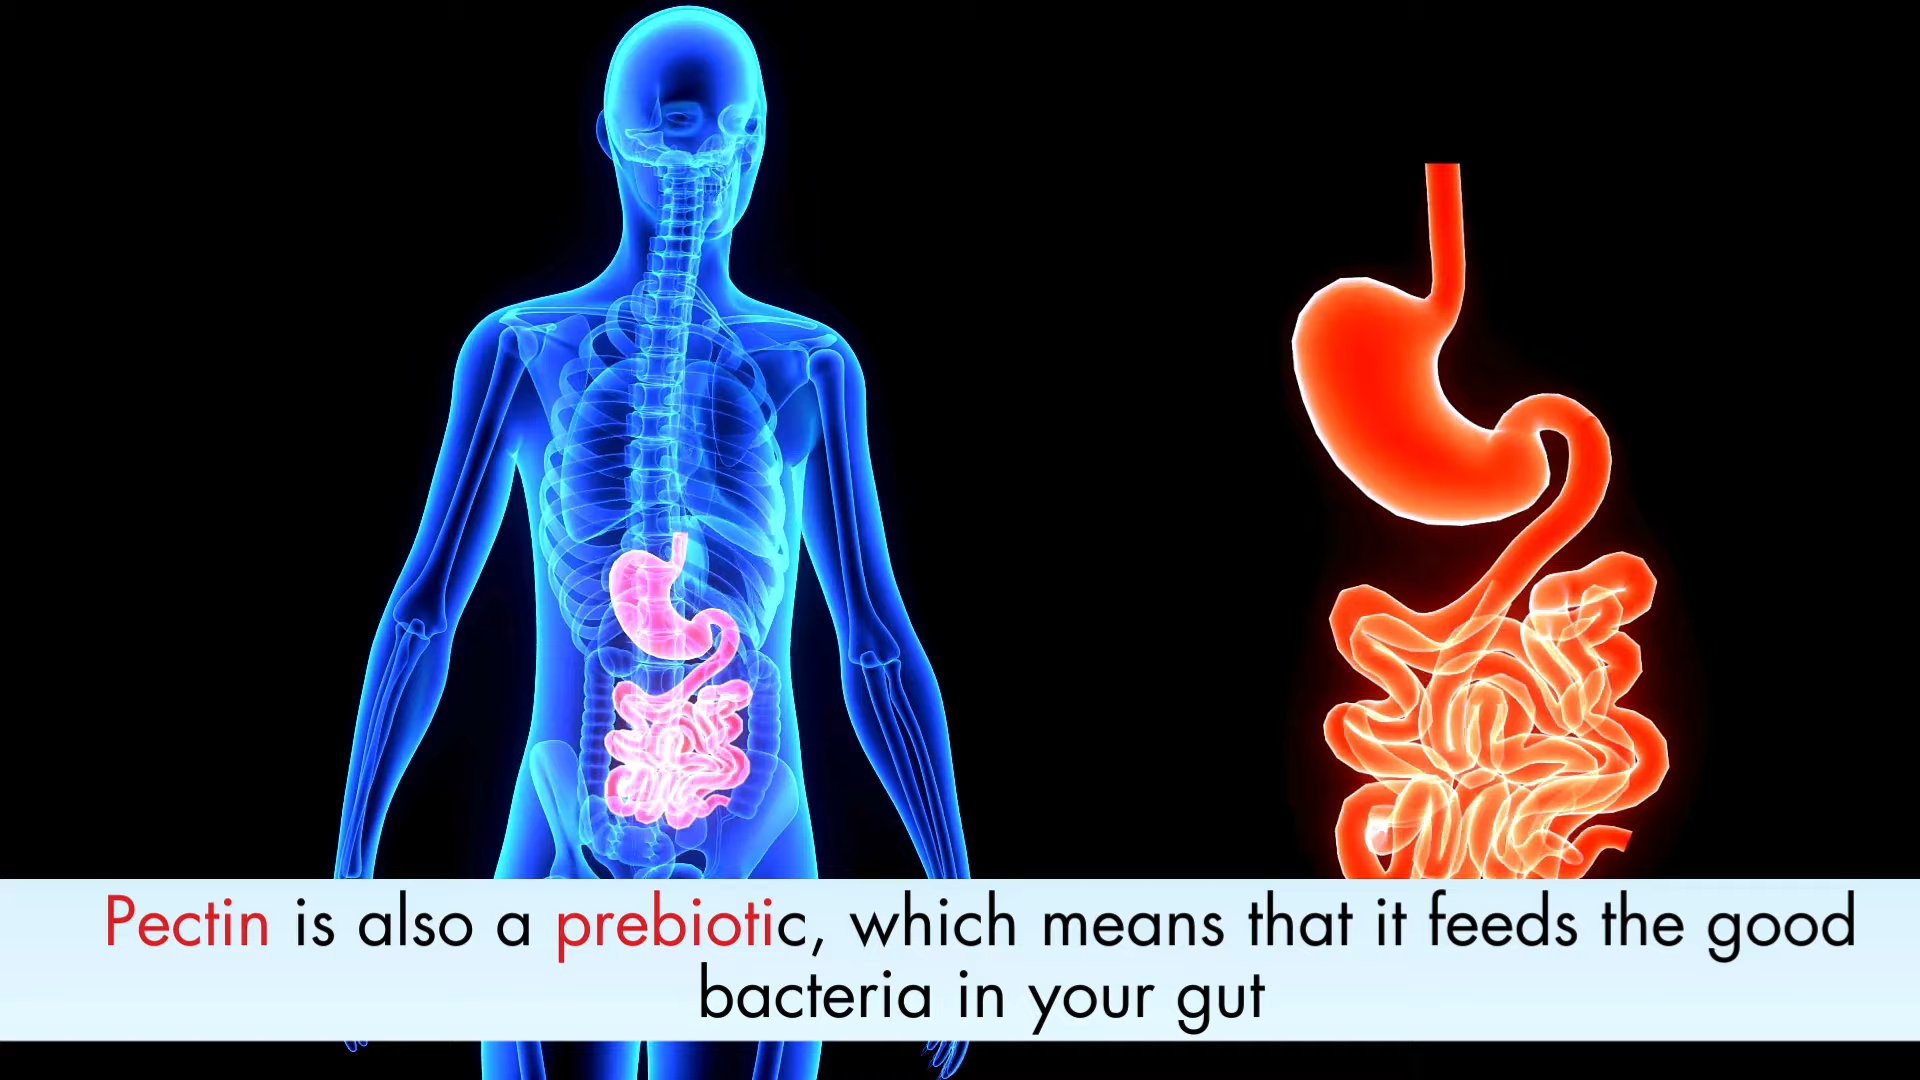 Pectin is also a prebiotic, which means that it feeds the good
bacteria in your gut